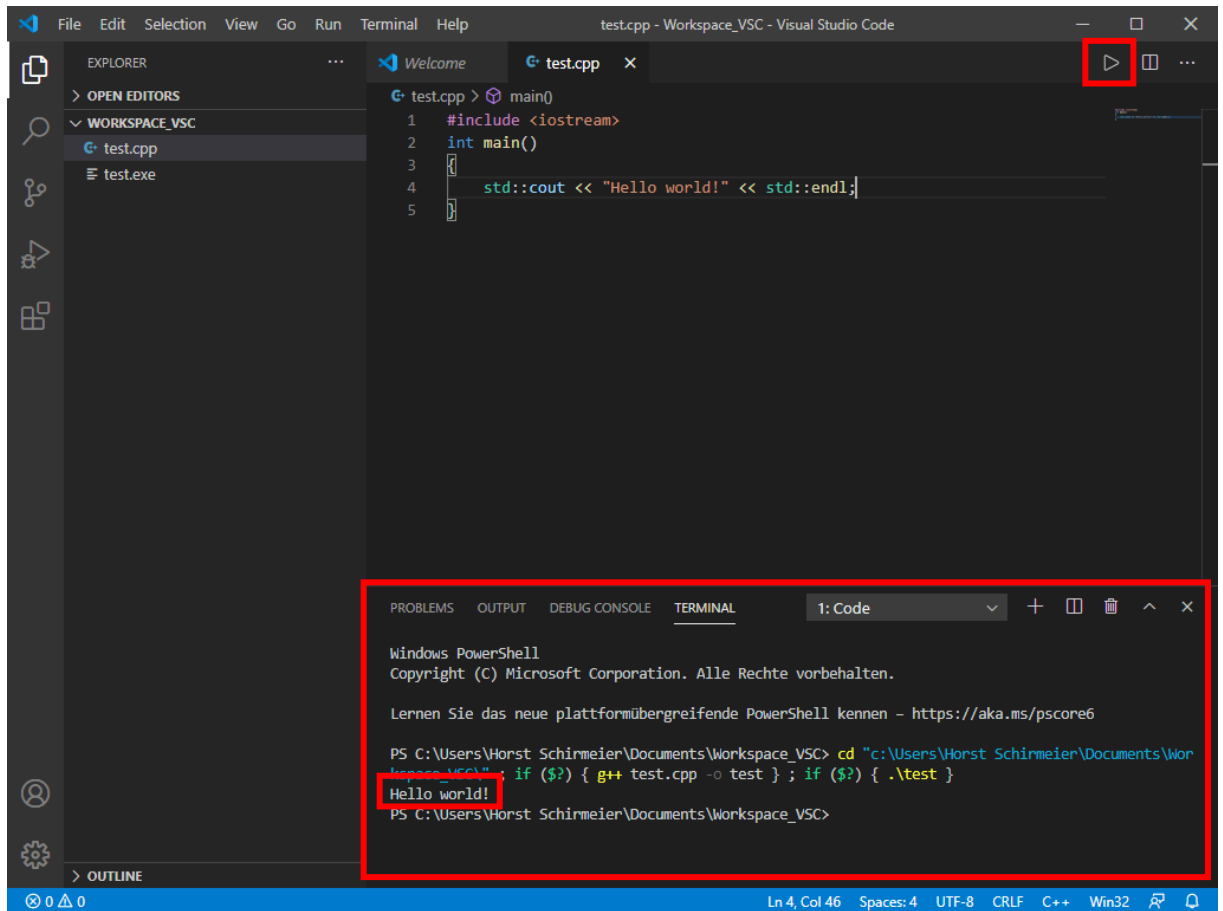 File Edit Selection View Go Run Terminal Help test.cpp - Workspace_VSC - Visual Studio Code
EXPLORER
OPEN EDITORS
WORKSPACE_VSC
test.cpp
test.exe
OUTLINE
Welcome test.cpp
test.cpp > main()
1 #include <iostream>
2 int main()
3 {
4 std::cout << "Hello world!" << std::endl;
5 }
PROBLEMS OUTPUT DEBUG CONSOLE TERMINAL 1: Code
Windows PowerShell
Copyright (C) Microsoft Corporation. Alle Rechte vorbehalten.
Lernen Sie das neue plattformübergreifende PowerShell kennen – https://aka.ms/pscore6
PS C:\Users\Horst Schirmeier\Documents\Workspace_VSC> cd "c:\Users\Horst Schirmeier\Documents\Wor
kspace_VSC\" ; if ($?) { g++ test.cpp -o test } ; if ($?) { .\test }
Hello world!
PS C:\Users\Horst Schirmeier\Documents\Workspace_VSC>
0 0 Ln 4, Col 46 Spaces: 4 UTF-8 CRLF C++ Win32